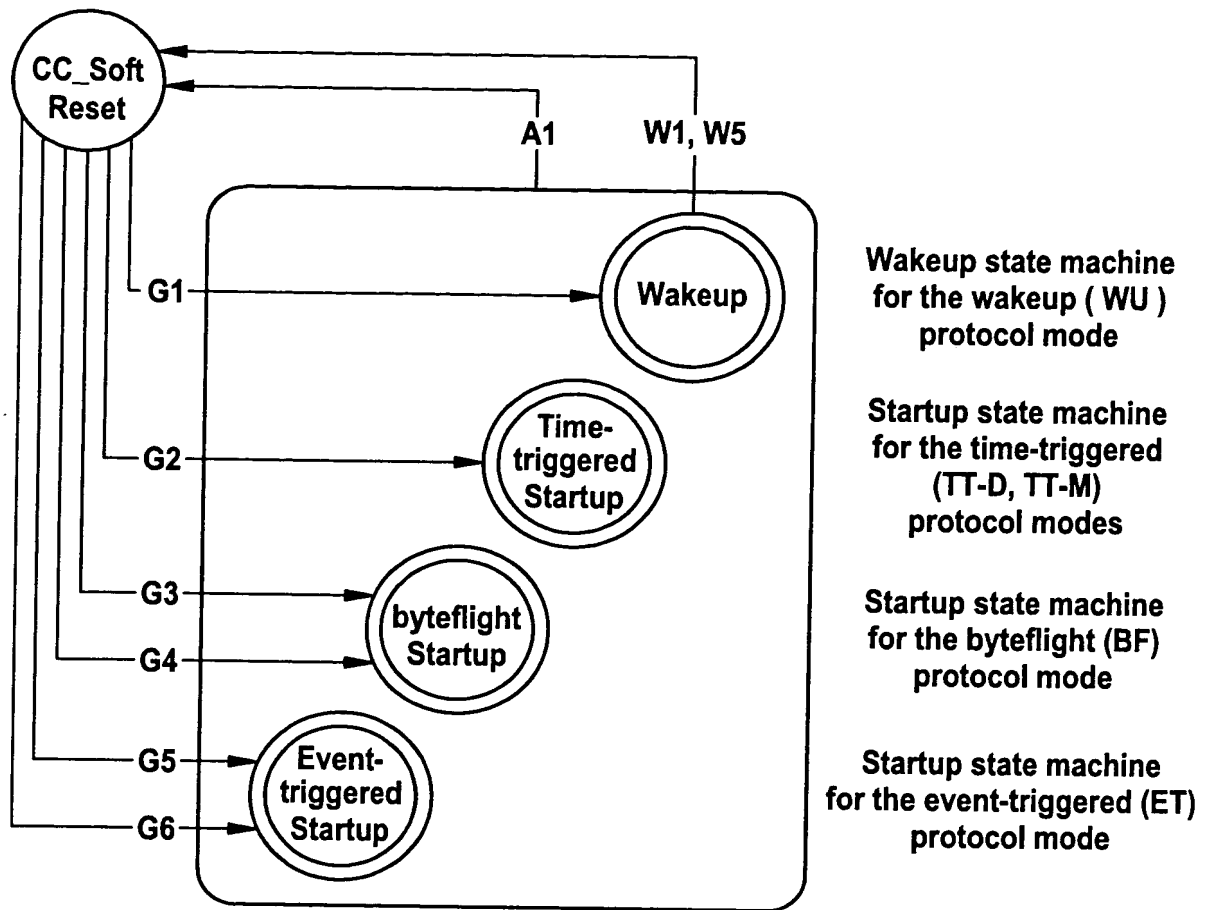 CC_Soft
Reset
A1
W1, W5
G1
Wakeup
Wakeup state machine
for the wakeup ( WU )
protocol mode
G2
Time-
triggered
Startup
Startup state machine
for the time-triggered
(TT-D, TT-M)
protocol modes
G3
G4
byteflight
Startup
Startup state machine
for the byteflight (BF)
protocol mode
G5
G6
Event-
triggered
Startup
Startup state machine
for the event-triggered (ET)
protocol mode